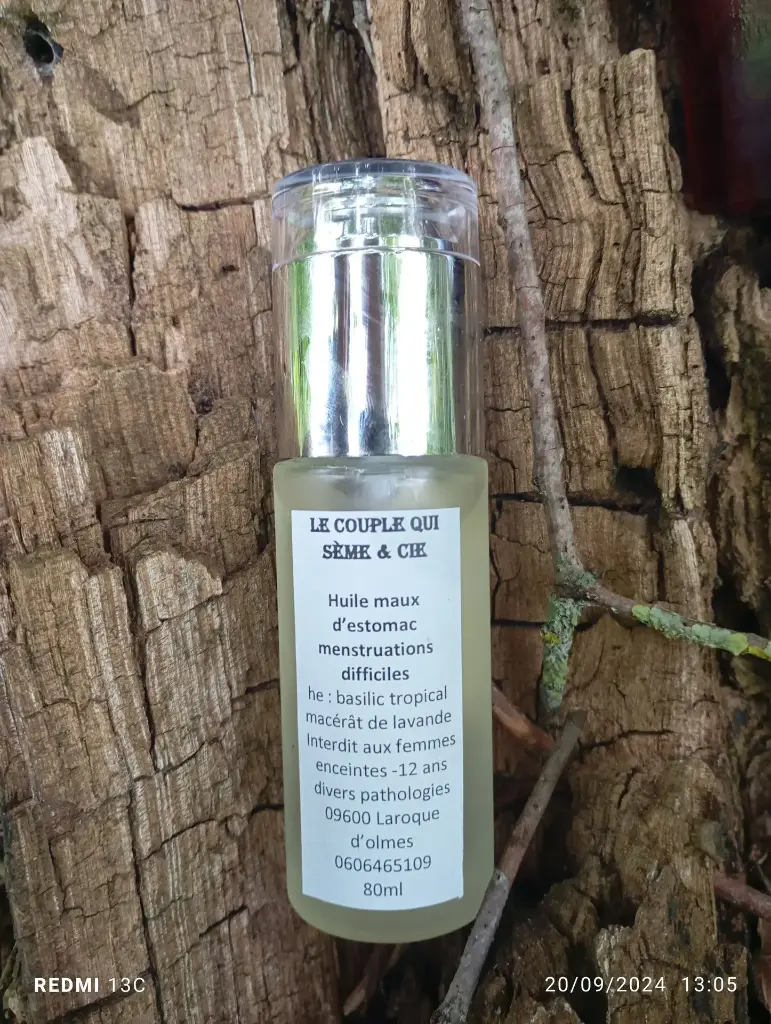 LE COUPLE QUI
SÈME & CIE
Huile maux
d'estomac
menstruations
difficiles
he : basilic tropical
macérât de lavande
Interdit aux femmes
enceintes -12 ans
divers pathologies
09600 Laroque
d'olmes
0606465109
80ml
REDMI 13C
20/09/2024 13:05